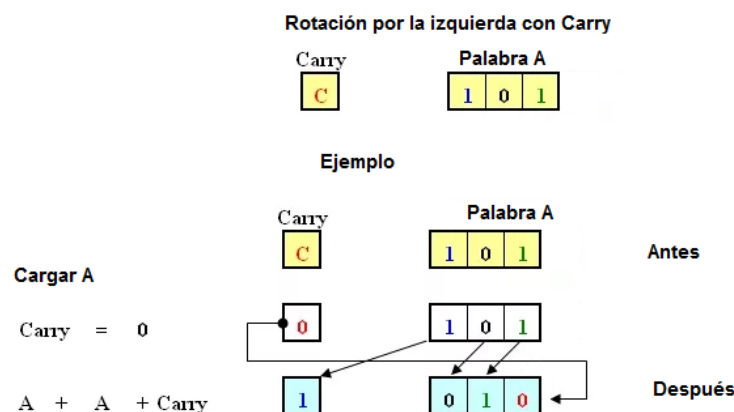 Rotación por la izquierda con Carry
Carry Palabra A
C 1 0 1
Ejemplo
Carry Palabra A
C 1 0 1 Antes
Cargar A
Carry = 0 0 1 0 1
A + A + Carry 1 0 1 0 Después